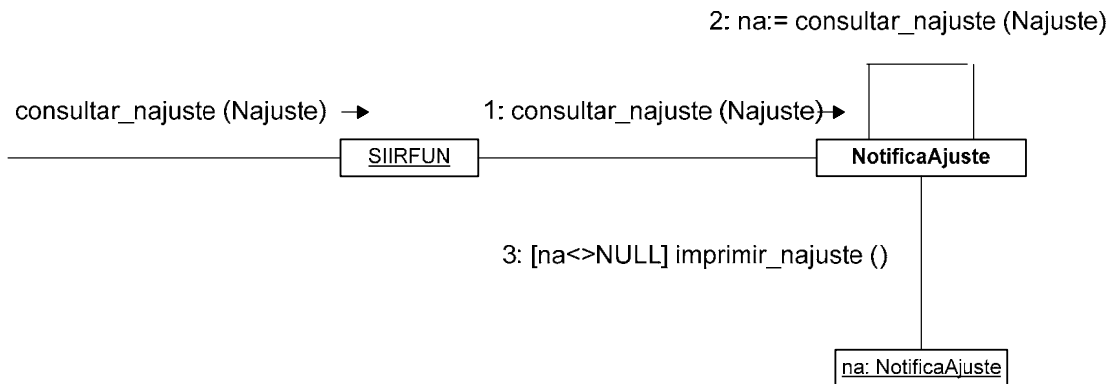 2: na:= consultar_najuste (Najuste)
consultar_najuste (Najuste)
1: consultar_najuste (Najuste)
SIIRFUN
NotificaAjuste
3: [na<>NULL] imprimir_najuste ()
na: NotificaAjuste